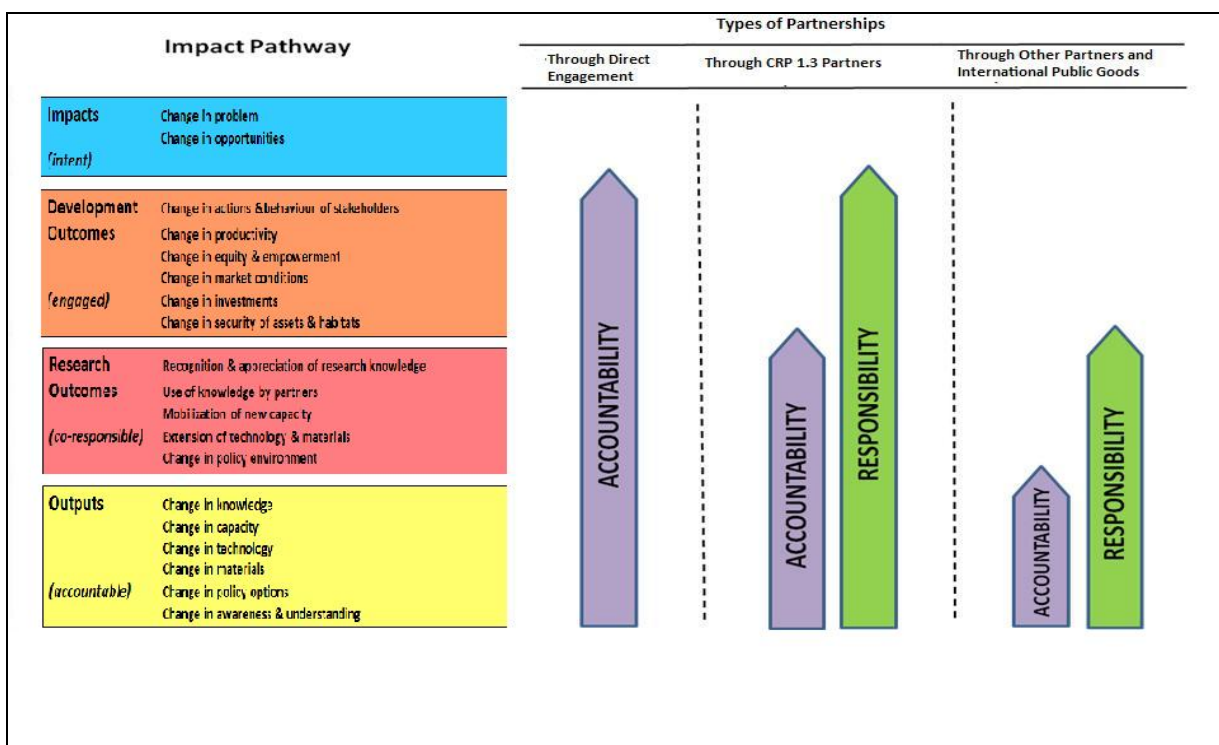 Impact Pathway
Types of Partnerships
Through Direct
Engagement
Through CRP 1.3 Partners
Through Other Partners and
International Public Goods
Impacts
Change in problem
Change in opportunities
(intent)
Development
Change in actions & behaviour of stakeholders
Outcomes
Change in productivity
Change in equity & empowerment
Change in market conditions
(engaged)
Change in investments
Change in security of assets & habitats
Research
Recognition & appreciation of research knowledge
Outcomes
Use of knowledge by partners
Mobilization of new capacity
(co-responsible)
Extension of technology & materials
Change in policy environment
Outputs
Change in knowledge
Change in capacity
Change in technology
Change in materials
(accountable)
Change in policy options
Change in awareness & understanding
ACCOUNTABILITY
ACCOUNTABILITY
RESPONSIBILITY
ACCOUNTABILITY
RESPONSIBILITY